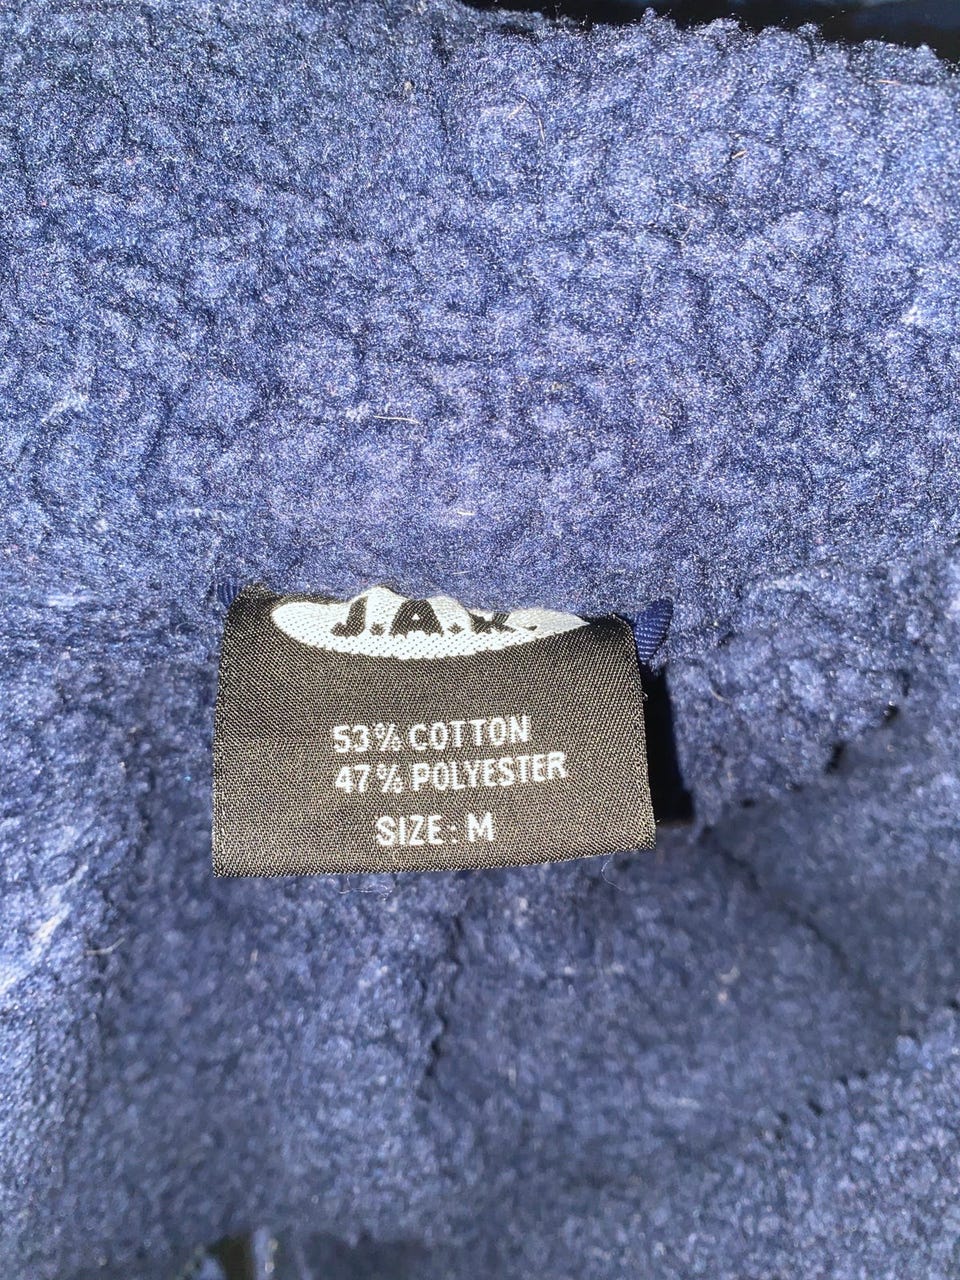 53% COTTON
47% POLYESTER
SIZE: M